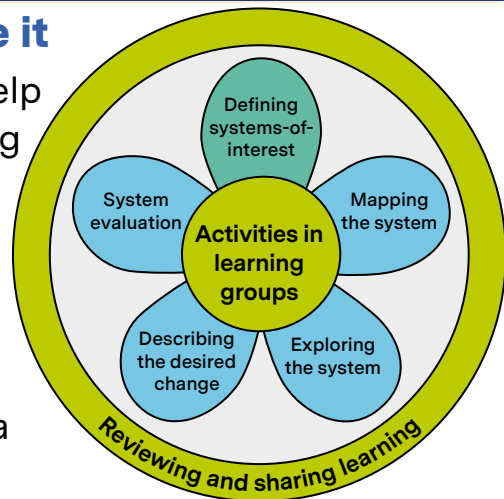 e it
elp
g
a
Defining
systems-of-
interest
Mapping
the system
Exploring
the system
Describing
the desired
change
System
evaluation
Activities in
learning
groups
Reviewing and sharing learning